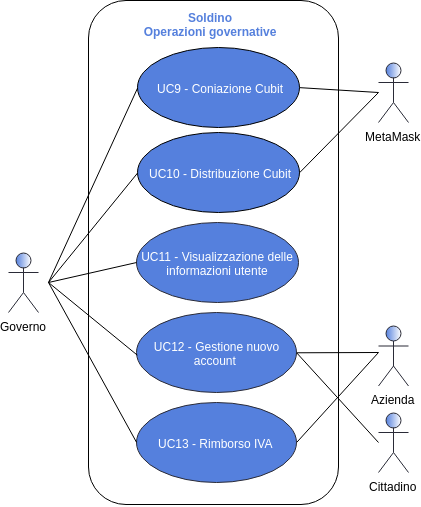 Soldino
Operazioni governative
UC9 - Coniazione Cubit
MetaMask
UC10 - Distribuzione Cubit
UC11 - Visualizzazione delle
informazioni utente
Governo
UC12 - Gestione nuovo
account
Azienda
UC13 - Rimborso IVA
Cittadino